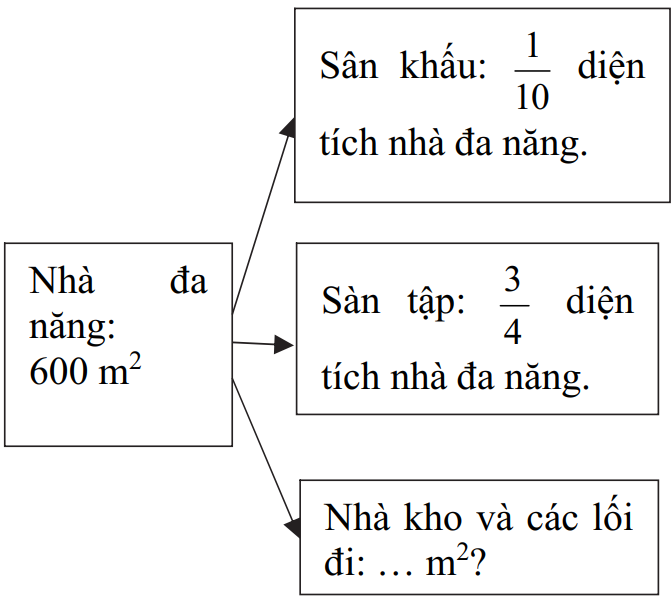 Nhà đa
năng:
600 m²
Sân khấu: 1/10 diện
tích nhà đa năng.
Sàn tập: 3/4 diện
tích nhà đa năng.
Nhà kho và các lối
đi: … m²?